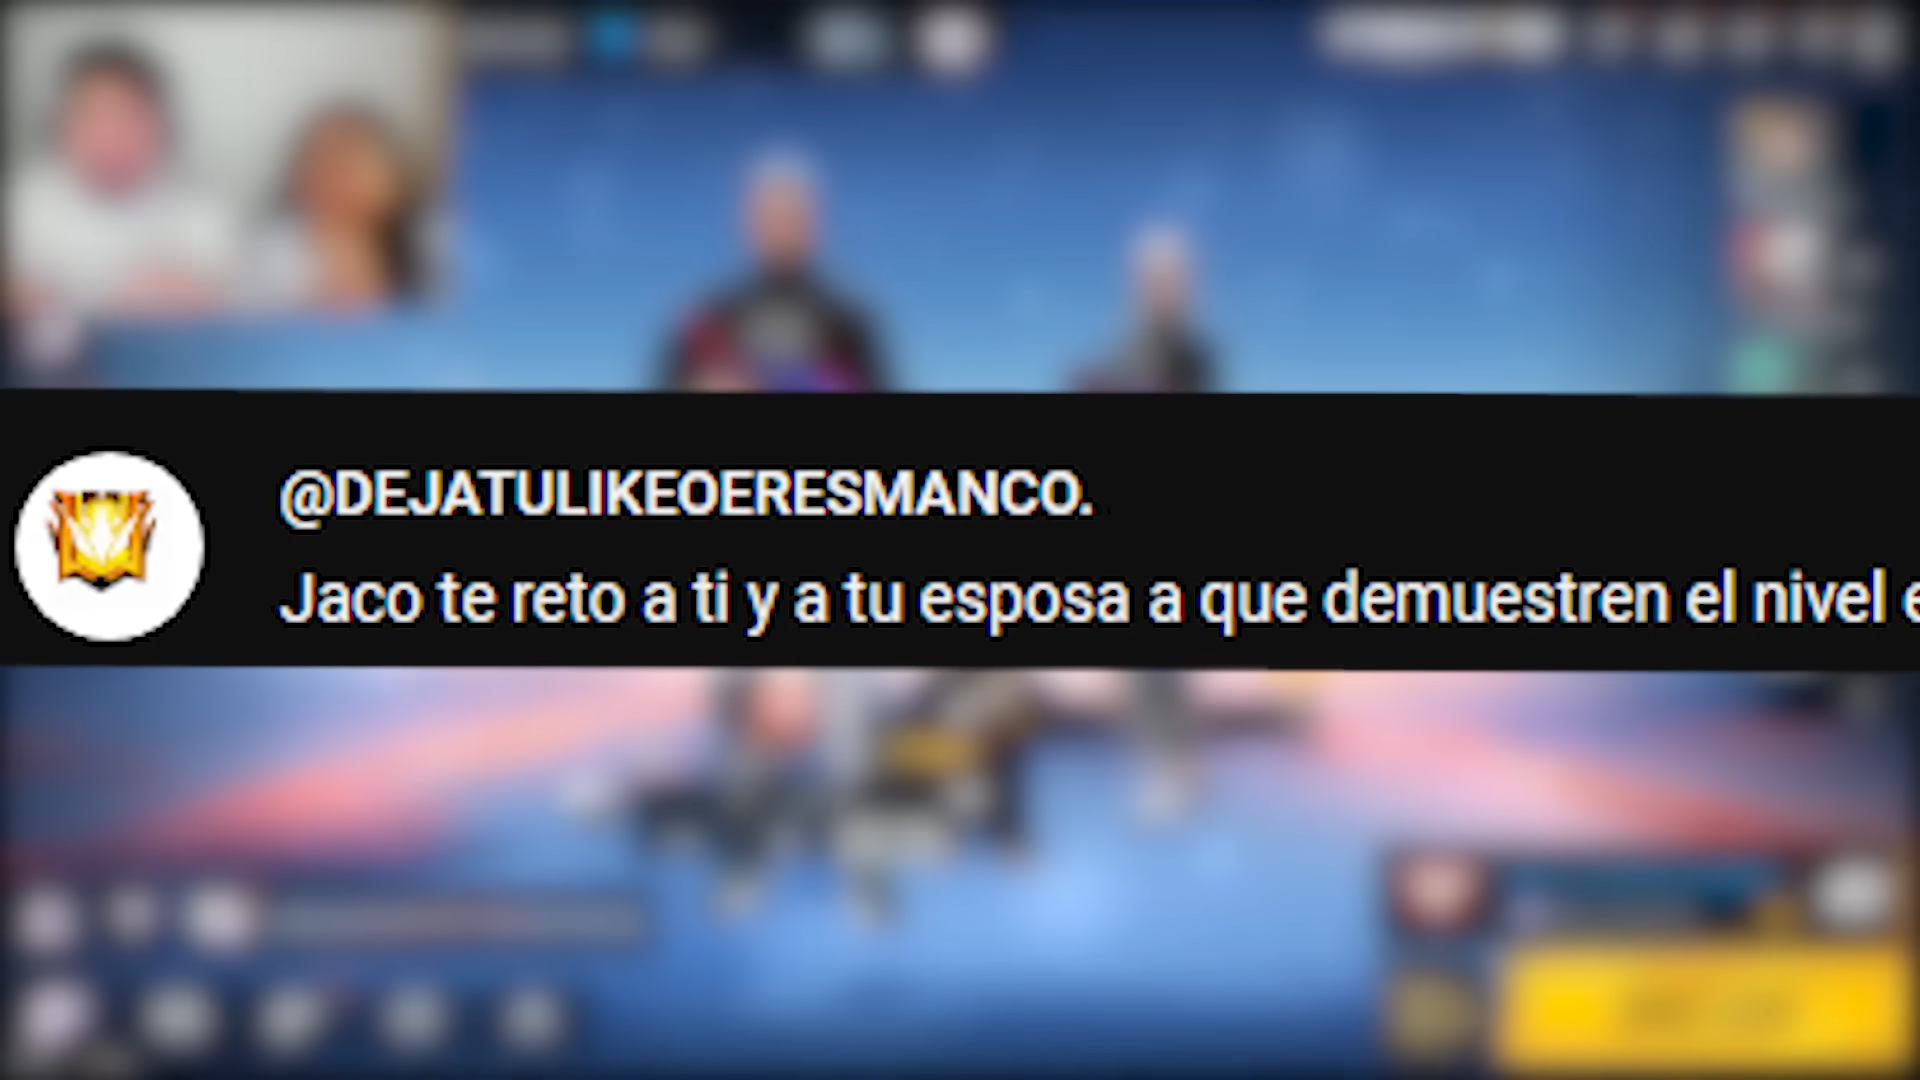 @DEJATULIKEOERESMANCO.
Jaco te reto a ti y a tu esposa a que demuestren el nivel